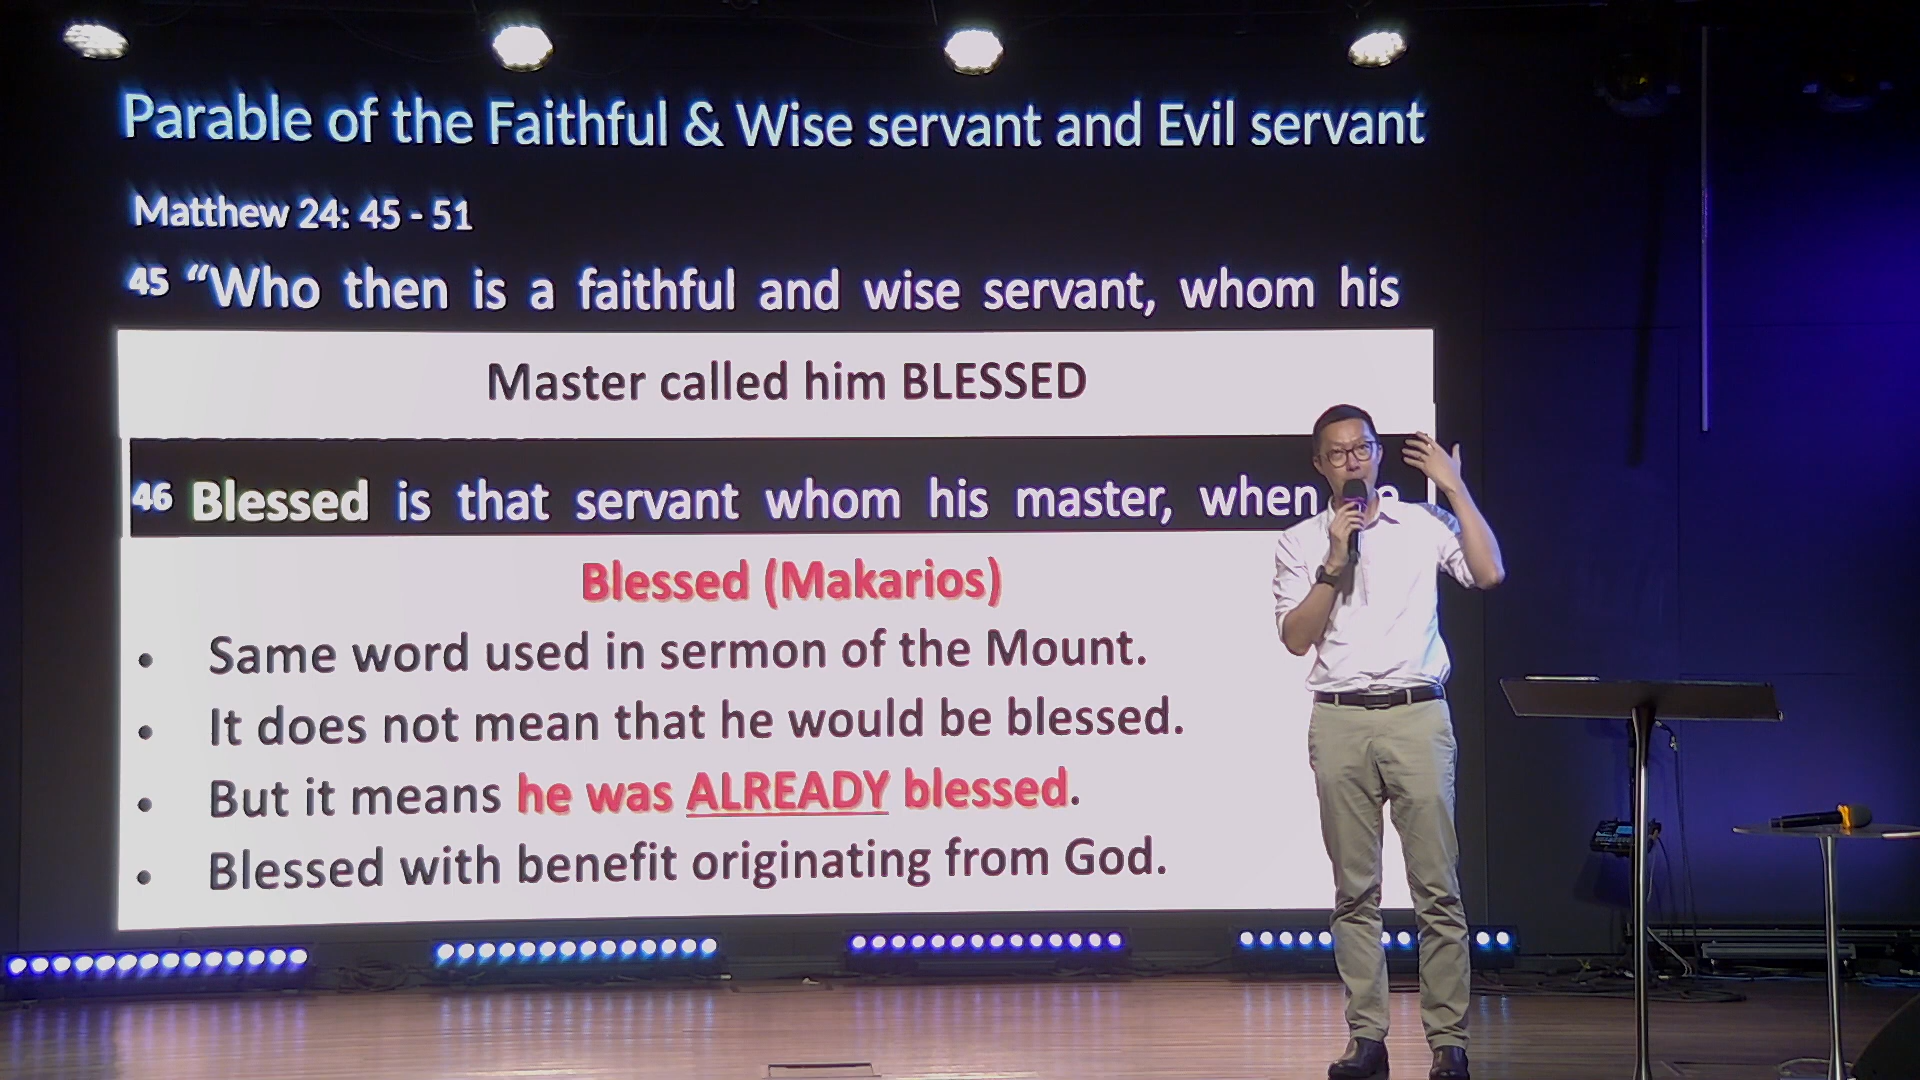 Parable of the Faithful & Wise servant and Evil servant
Matthew 24: 45 - 51
45 “Who then is a faithful and wise servant, whom his
Master called him BLESSED
46 Blessed is that servant whom his master, when
Blessed (Makarios)
• Same word used in sermon of the Mount.
• It does not mean that he would be blessed.
• But it means he was ALREADY blessed.
• Blessed with benefit originating from God.